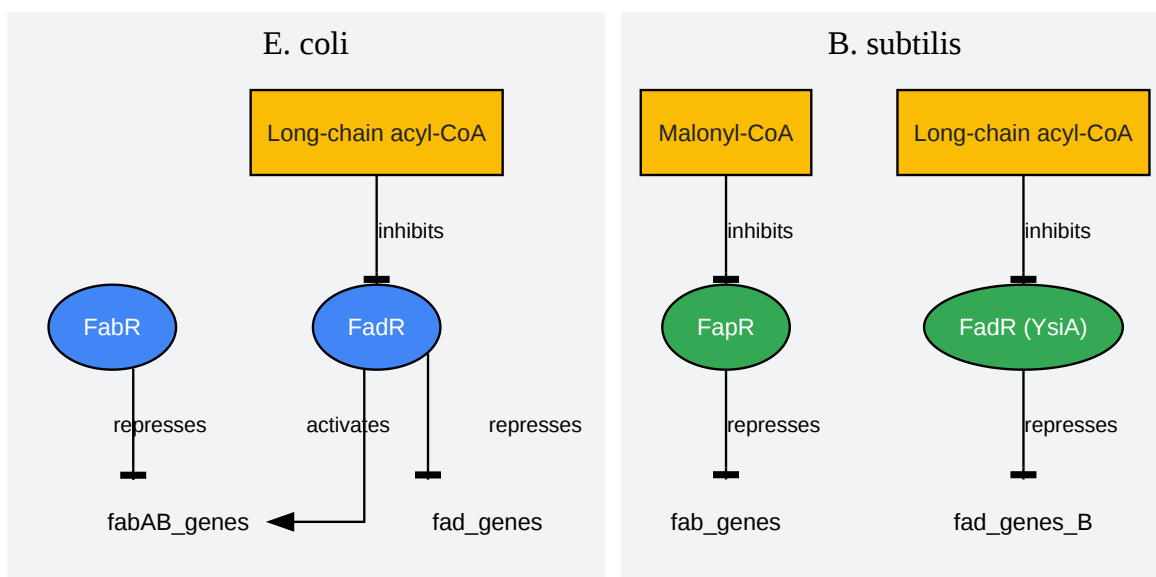 E. coli
Long-chain acyl-CoA
inhibits
FabR
FadR
represses
activates
represses
fabAB_genes
fad_genes
B. subtilis
Malonyl-CoA
Long-chain acyl-CoA
inhibits
inhibits
FapR
FadR (YsiA)
represses
represses
fab_genes
fad_genes_B